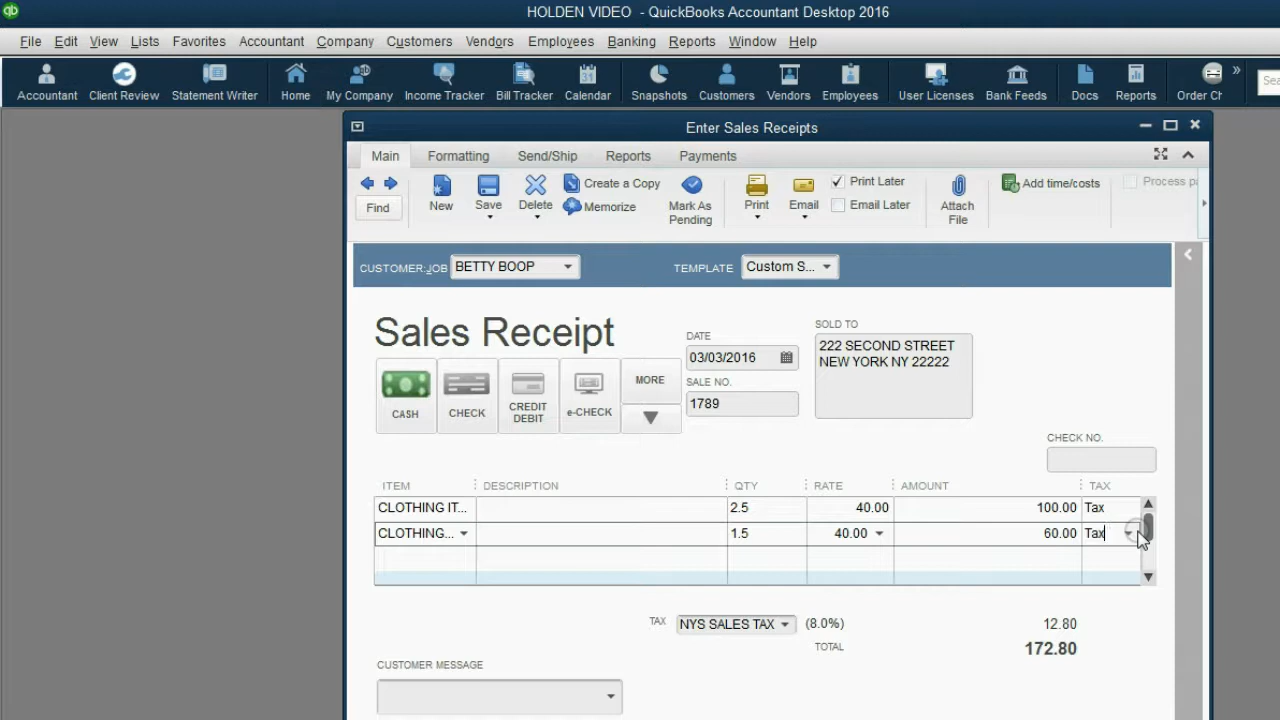 qb
HOLDEN VIDEO - QuickBooks Accountant Desktop 2016
File Edit View Lists Favorites Accountant Company Customers Vendors Employees Banking Reports Window Help
Accountant Client Review Statement Writer Home My Company Income Tracker Bill Tracker Calendar Snapshots Customers Vendors Employees User Licenses Bank Feeds Docs Reports Order Ch
Enter Sales Receipts
Main Formatting Send/Ship Reports Payments
Find
New
Save
Delete
Create a Copy
Memorize
Mark As
Pending
Print
Email
Print Later
Email Later
Attach
File
Add time/costs
CUSTOMER:JOB BETTY BOOP TEMPLATE Custom S...
Sales Receipt
DATE
03/03/2016
SALE NO.
1789
SOLD TO
222 SECOND STREET
NEW YORK NY 22222
CASH
CHECK
CREDIT
DEBIT
e-CHECK
MORE
CHECK NO.
ITEM DESCRIPTION QTY RATE AMOUNT TAX
CLOTHING IT... 2.5 40.00 100.00 Tax
CLOTHING... 1.5 40.00 60.00 Tax
TAX NYS SALES TAX (8.0%) 12.80
TOTAL 172.80
CUSTOMER MESSAGE